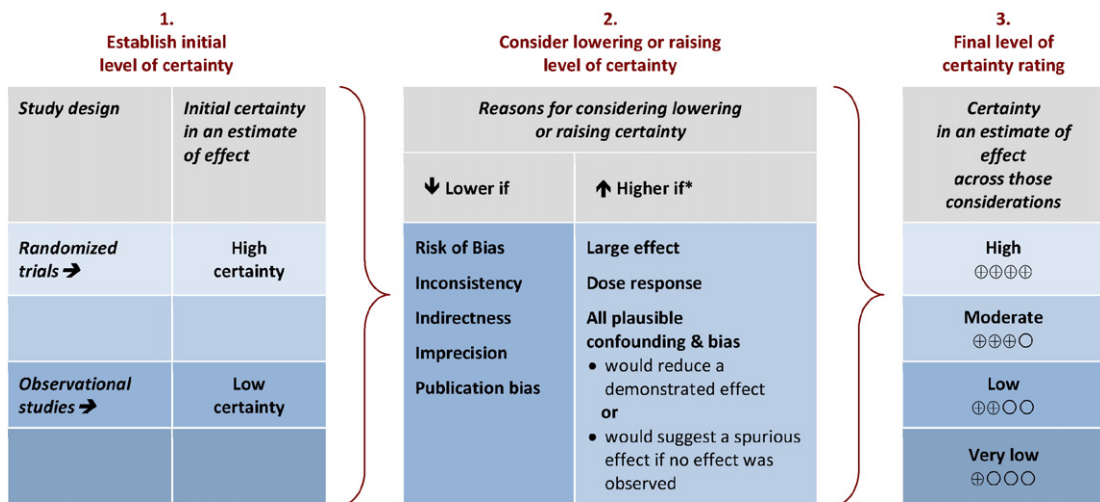 1.
Establish initial
level of certainty
Study design
Initial certainty
in an estimate
of effect
Randomized
trials ➔
High
certainty
Observational
studies ➔
Low
certainty
2.
Consider lowering or raising
level of certainty
Reasons for considering lowering
or raising certainty
🡻 Lower if
🡹 Higher if*
Risk of Bias
Inconsistency
Indirectness
Imprecision
Publication bias
Large effect
Dose response
All plausible
confounding & bias
• would reduce a
demonstrated effect
or
• would suggest a spurious
effect if no effect was
observed
3.
Final level of
certainty rating
Certainty
in an estimate of
effect
across those
considerations
High
⊕⊕⊕⊕
Moderate
⊕⊕⊕○
Low
⊕⊕○○
Very low
⊕○○○